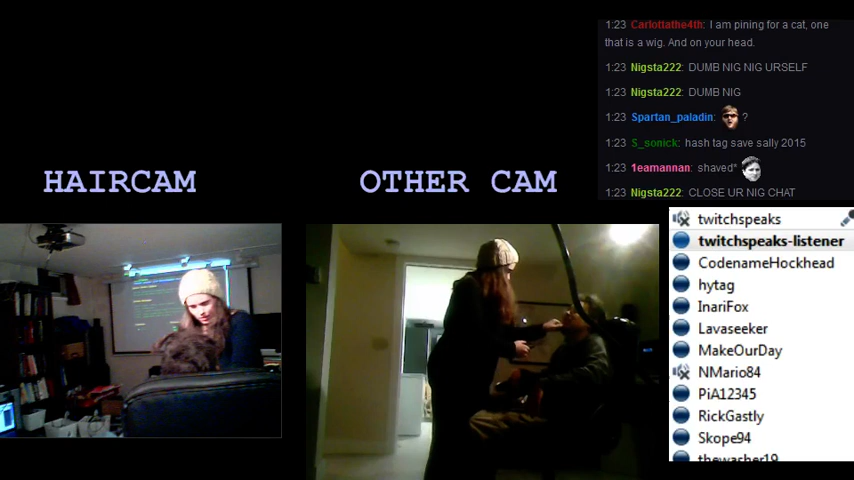 1:23 Carlottathe4th: I am pining for a cat, one
that is a wig. And on your head.
1:23 Nigsta222: DUMB NIG NIG URSELF
1:23 Nigsta222: DUMB NIG
1:23 Spartan_paladin: ?
1:23 S_sonick: hash tag save sally 2015
1:23 1eamannan: shaved*
1:23 Nigsta222: CLOSE UR NIG CHAT
HAIRCAM
OTHER CAM
twitchspeaks
twitchspeaks-listener
CodenameHockhead
hytag
InariFox
Lavaseeker
MakeOurDay
NMario84
PiA12345
RickGastly
Skope94
thewasher19